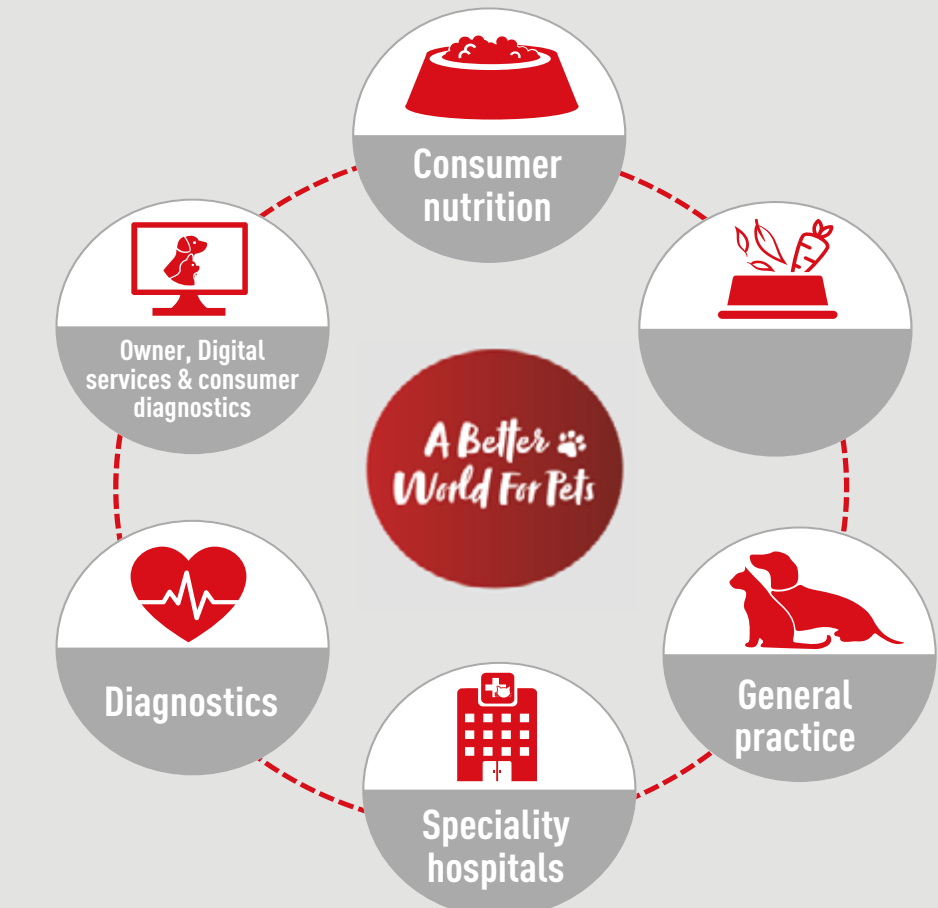 Consumer
nutrition
Owner, Digital
services & consumer
diagnostics
A Better
World For Pets
Diagnostics
General
practice
Speciality
hospitals